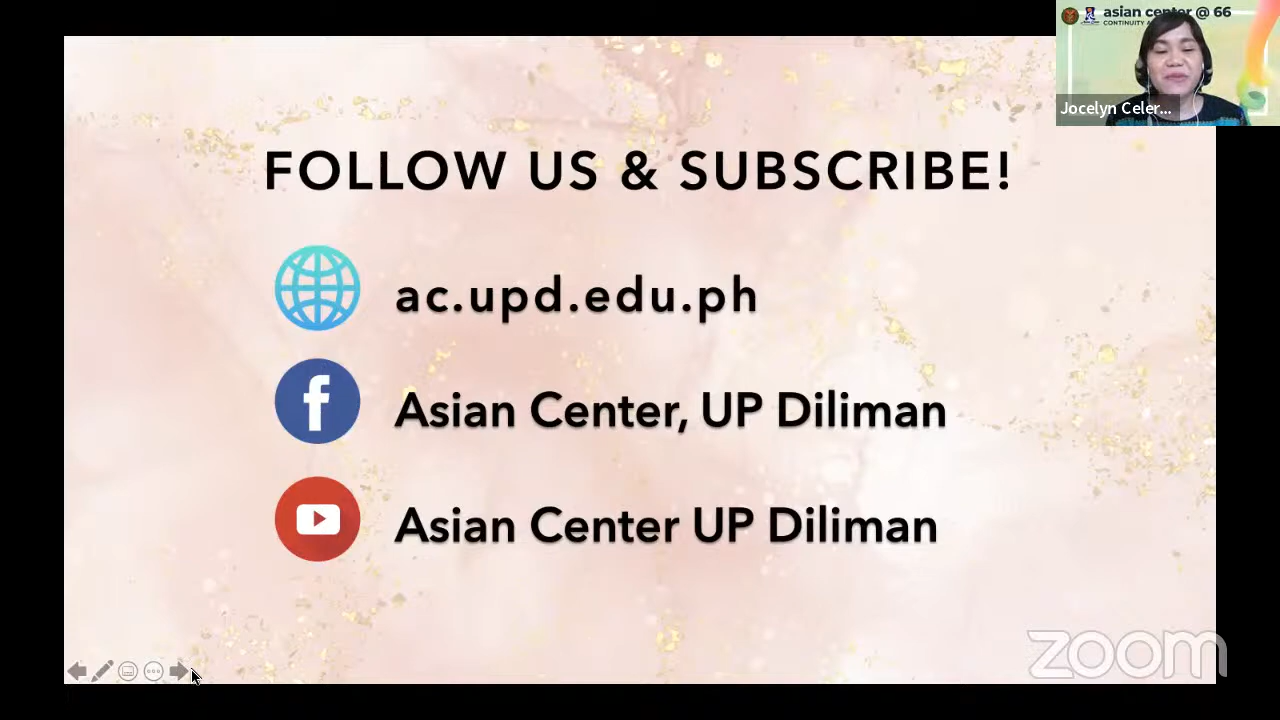 asian center @ 66
Jocelyn Celer...
FOLLOW US & SUBSCRIBE!
ac.upd.edu.ph
Asian Center, UP Diliman
Asian Center UP Diliman
zoom